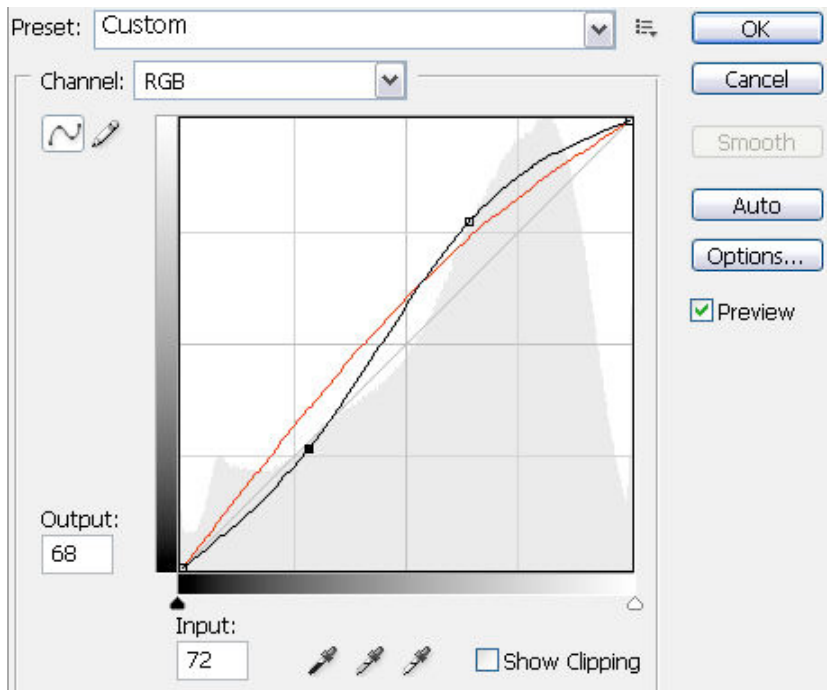 Preset: Custom
OK
Channel: RGB
Cancel
Smooth
Auto
Options...
Preview
Output:
68
Input:
72
Show Clipping